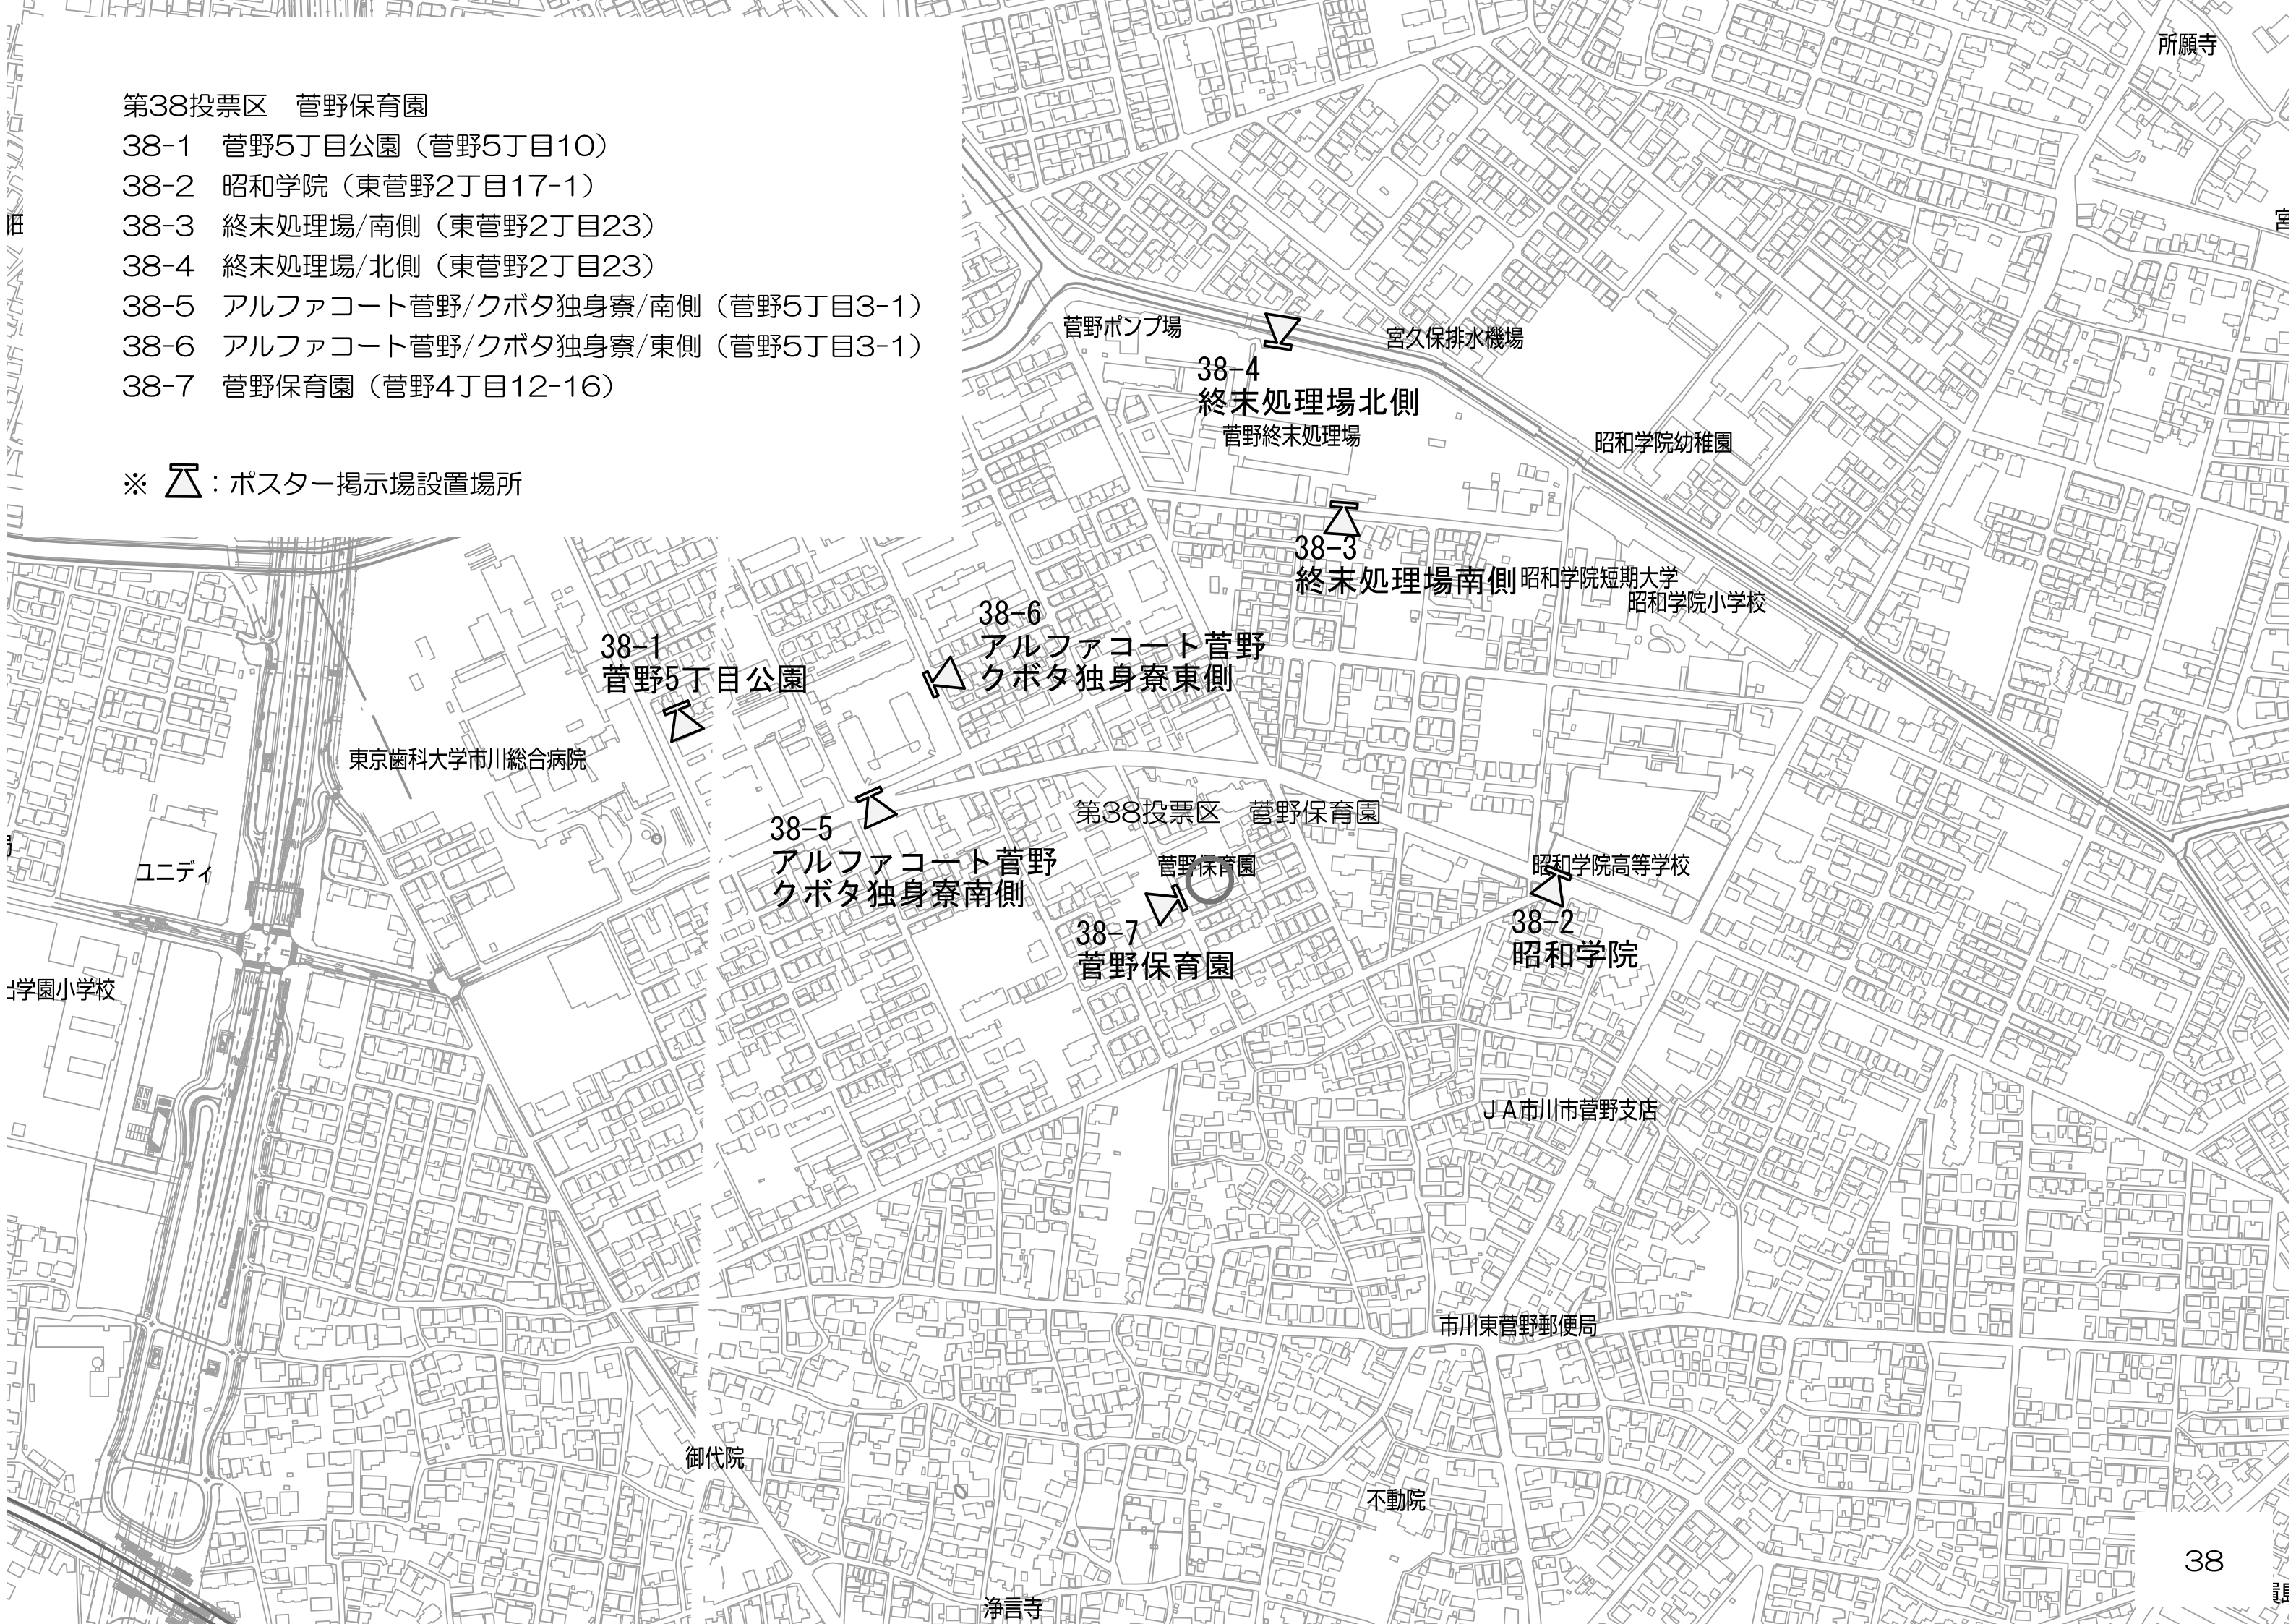 第38投票区　菅野保育園
38-1　菅野5丁目公園（菅野5丁目10）
38-2　昭和学院（東菅野2丁目17-1）
38-3　終末処理場/南側（東菅野2丁目23）
38-4　終末処理場/北側（東菅野2丁目23）
38-5　アルファコート菅野/クボタ独身寮/南側（菅野5丁目3-1）
38-6　アルファコート菅野/クボタ独身寮/東側（菅野5丁目3-1）
38-7　菅野保育園（菅野4丁目12-16）
※　：ポスター掲示場設置場所
所願寺
宮
菅野ポンプ場
宮久保排水機場
38-4
終末処理場北側
菅野終末処理場
昭和学院幼稚園
38-3
終末処理場南側
昭和学院短期大学
昭和学院小学校
38-6
アルファコート菅野
クボタ独身寮東側
38-1
菅野5丁目公園
東京歯科大学市川総合病院
38-5
アルファコート菅野
クボタ独身寮南側
第38投票区　菅野保育園
菅野保育園
38-7
菅野保育園
昭和学院高等学校
38-2
昭和学院
ユニディ
出学園小学校
ＪＡ市川市菅野支店
市川東菅野郵便局
御代院
不動院
浄言寺
38